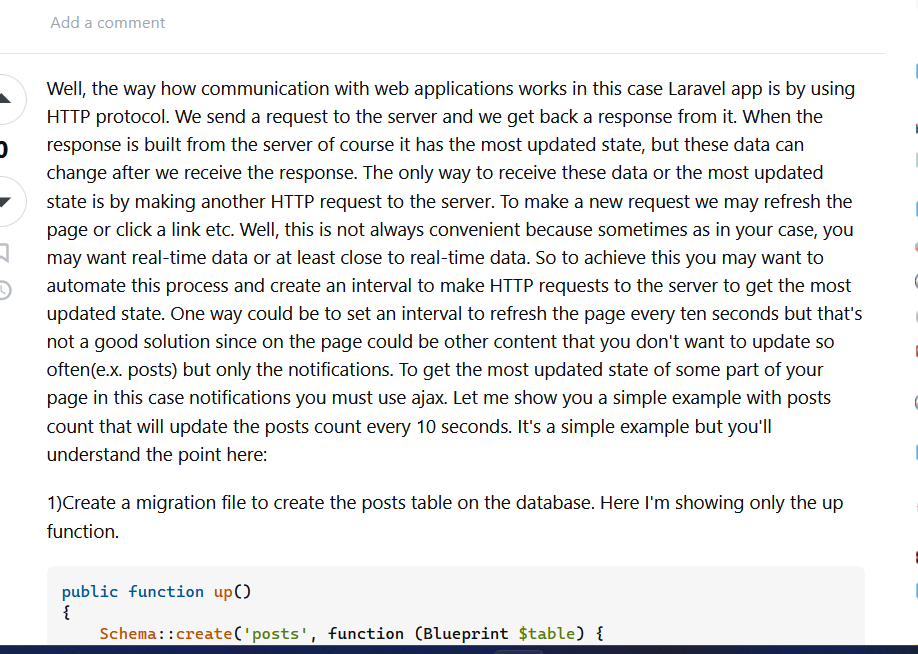 Add a comment
Well, the way how communication with web applications works in this case Laravel app is by using
HTTP protocol. We send a request to the server and we get back a response from it. When the
response is built from the server of course it has the most updated state, but these data can
change after we receive the response. The only way to receive these data or the most updated
state is by making another HTTP request to the server. To make a new request we may refresh the
page or click a link etc. Well, this is not always convenient because sometimes as in your case, you
may want real-time data or at least close to real-time data. So to achieve this you may want to
automate this process and create an interval to make HTTP requests to the server to get the most
updated state. One way could be to set an interval to refresh the page every ten seconds but that's
not a good solution since on the page could be other content that you don't want to update so
often(e.x. posts) but only the notifications. To get the most updated state of some part of your
page in this case notifications you must use ajax. Let me show you a simple example with posts
count that will update the posts count every 10 seconds. It's a simple example but you'll
understand the point here:
0
1)Create a migration file to create the posts table on the database. Here I'm showing only the up
function.
public function up()
{
    Schema::create('posts', function (Blueprint $table) {